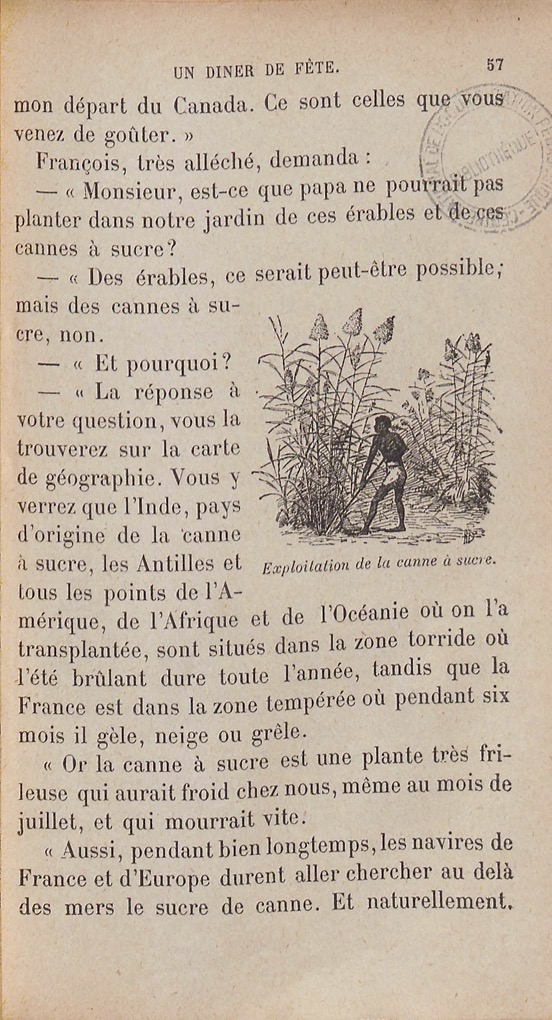 UN DINER DE FÊTE. 57
mon départ du Canada. Ce sont celles que vous
venez de goûter. »
François, très alléché, demanda :
— « Monsieur, est-ce que papa ne pourrait pas
planter dans notre jardin de ces érables et de ces
cannes à sucre?
— « Des érables, ce serait peut-être possible,
mais des cannes à su-
cre, non.
— « Et pourquoi?
— « La réponse à
votre question, vous la
trouverez sur la carte
de géographie. Vous y
verrez que l'Inde, pays
d'origine de la canne
à sucre, les Antilles et
tous les points de l'A-
Exploitation de la canne à sucre.
mérique, de l'Afrique et de l'Océanie où on l'a
transplantée, sont situés dans la zone torride où
l'été brûlant dure toute l'année, tandis que la
France est dans la zone tempérée où pendant six
mois il gèle, neige ou grêle.
« Or la canne à sucre est une plante très fri-
leuse qui aurait froid chez nous, même au mois de
juillet, et qui mourrait vite.
« Aussi, pendant bien longtemps, les navires de
France et d'Europe durent aller chercher au delà
des mers le sucre de canne. Et naturellement,
BIBLIOTHÈQUE